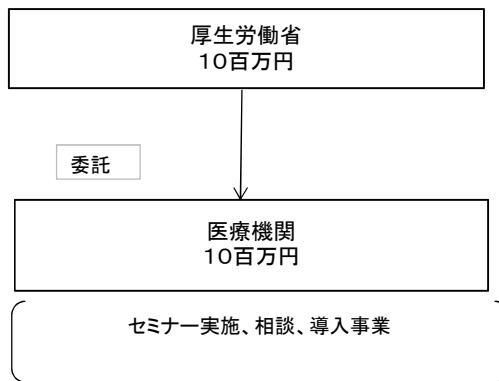 厚生労働省
10百万円
委託
医療機関
10百万円
セミナー実施、相談、導入事業